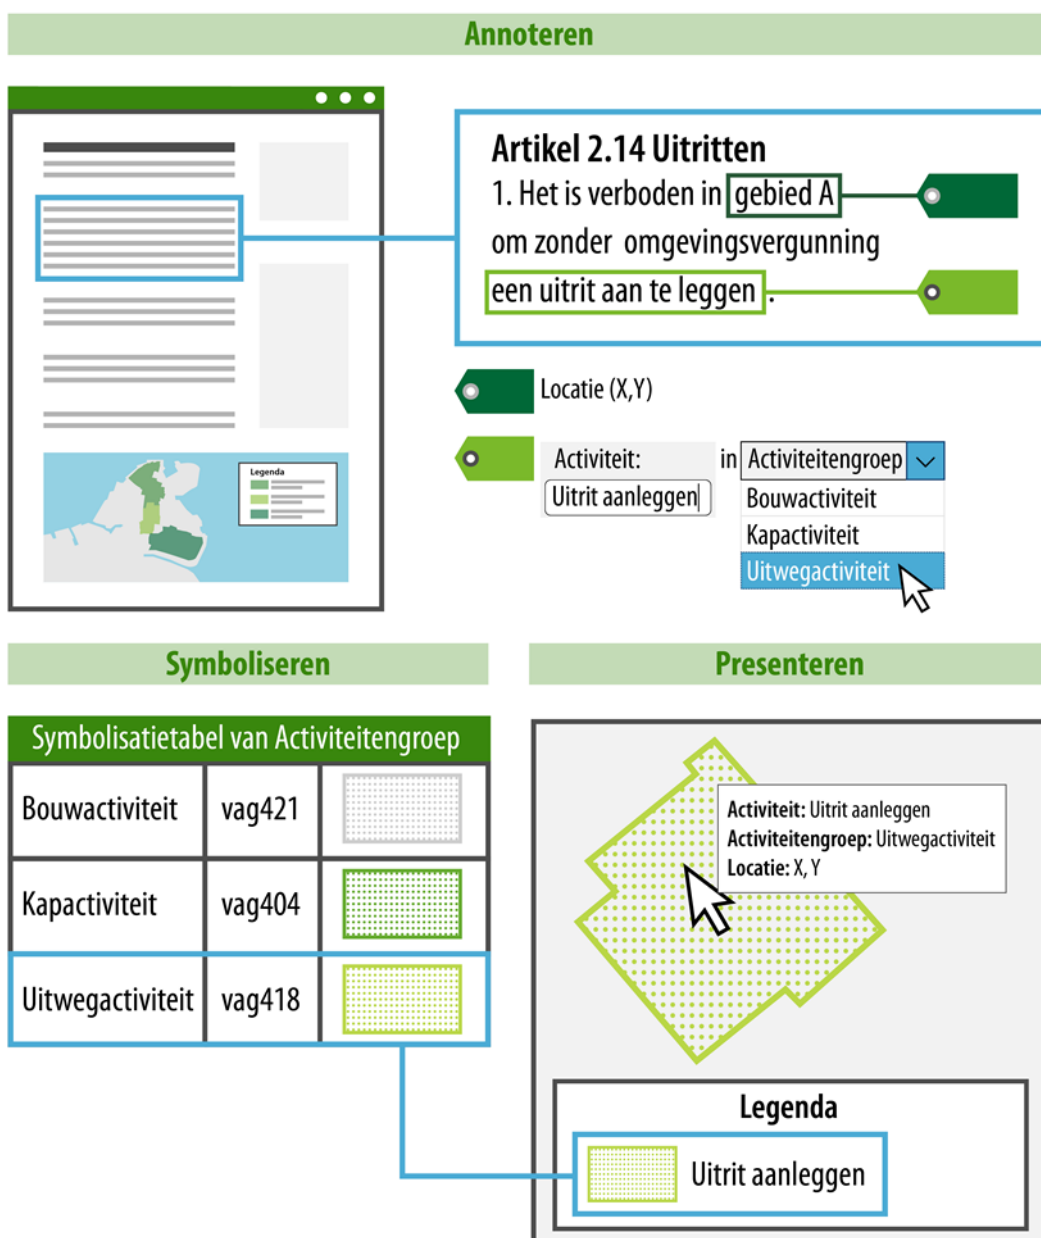 Annoteren
Artikel 2.14 Uitritten
1. Het is verboden in gebied A
om zonder omgevingsvergunning
een uitrit aan te leggen .
Locatie (X,Y)
Activiteit: in Activiteitengroep
Uitrit aanleggen
Bouwactiviteit
Kapactiviteit
Uitwegactiviteit
Legenda
Symboliseren
Symbolisatietabel van Activiteitengroep
Bouwactiviteit vag421
Kapactiviteit vag404
Uitwegactiviteit vag418
Presenteren
Activiteit: Uitrit aanleggen
Activiteitengroep: Uitwegactiviteit
Locatie: X, Y
Legenda
Uitrit aanleggen